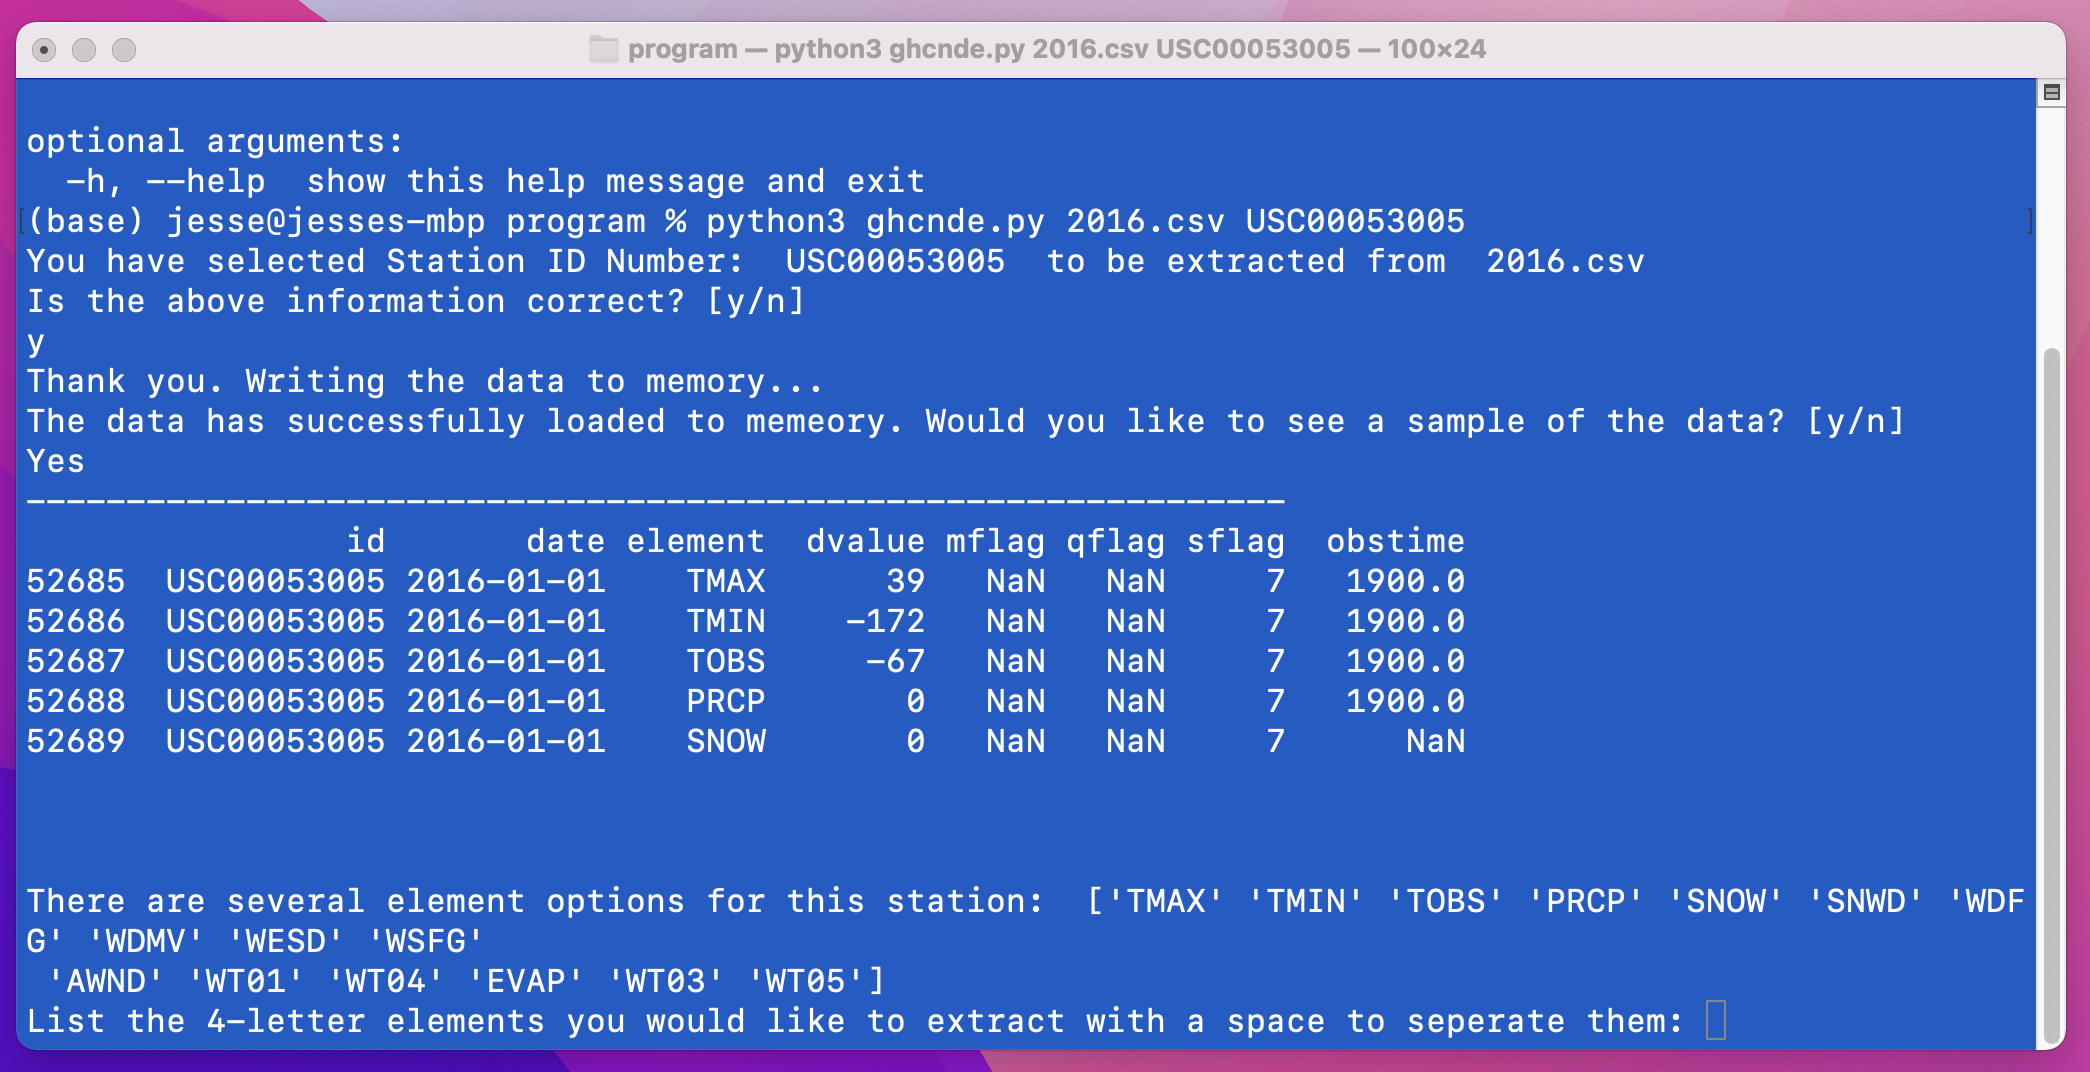 program — python3 ghcnde.py 2016.csv USC00053005 — 100×24
optional arguments:
  -h, --help  show this help message and exit
[(base) jesse@jesses-mbp program % python3 ghcnde.py 2016.csv USC00053005 ]
You have selected Station ID Number:  USC00053005  to be extracted from  2016.csv
Is the above information correct? [y/n]
y
Thank you. Writing the data to memory...
The data has successfully loaded to memeory. Would you like to see a sample of the data? [y/n]
Yes
---------------------------------------------------------------
                id       date element  dvalue mflag qflag sflag  obstime
52685  USC00053005 2016-01-01    TMAX      39   NaN   NaN     7   1900.0
52686  USC00053005 2016-01-01    TMIN    -172   NaN   NaN     7   1900.0
52687  USC00053005 2016-01-01    TOBS     -67   NaN   NaN     7   1900.0
52688  USC00053005 2016-01-01    PRCP       0   NaN   NaN     7   1900.0
52689  USC00053005 2016-01-01    SNOW       0   NaN   NaN     7      NaN
There are several element options for this station:  ['TMAX' 'TMIN' 'TOBS' 'PRCP' 'SNOW' 'SNWD' 'WDF
G' 'WDMV' 'WESD' 'WSFG'
 'AWND' 'WT01' 'WT04' 'EVAP' 'WT03' 'WT05']
List the 4-letter elements you would like to extract with a space to seperate them: